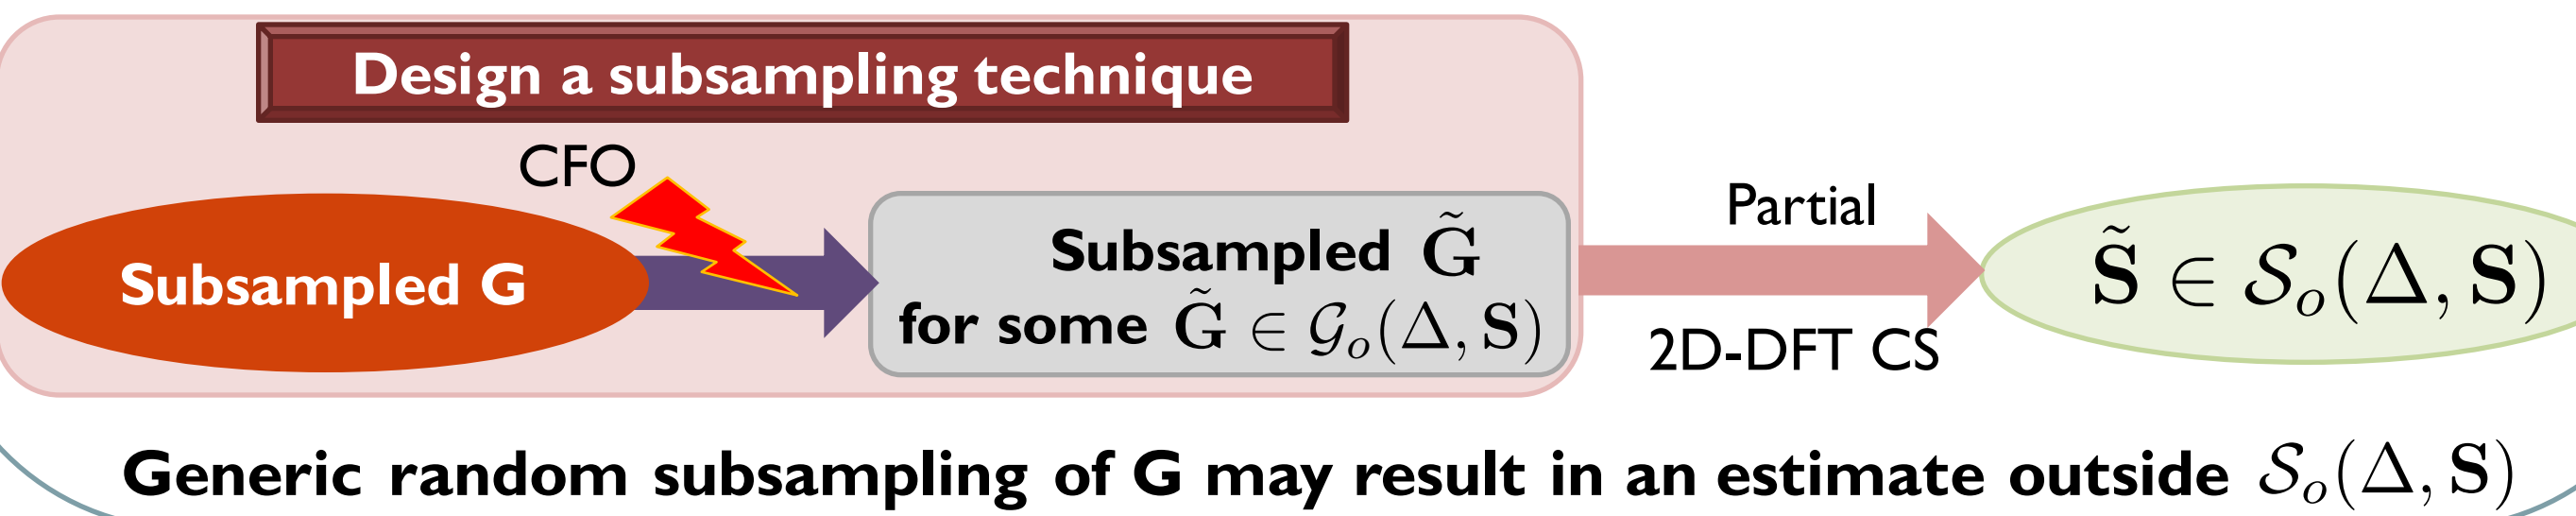 Design a subsampling technique
CFO
Subsampled G
Subsampled G̃
for some G̃ ∈ 𝒢ₒ(Δ, S)
Partial
2D-DFT CS
S̃ ∈ 𝒮ₒ(Δ, S)
Generic random subsampling of G may result in an estimate outside 𝒮ₒ(Δ, S)